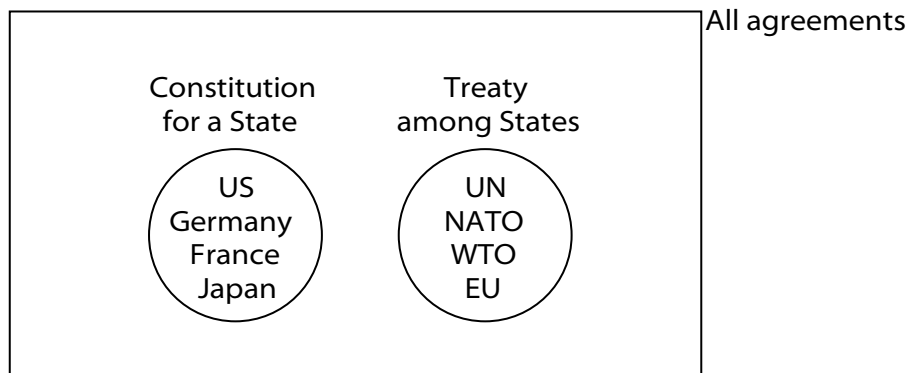 All agreements
Constitution
for a State
US
Germany
France
Japan
Treaty
among States
UN
NATO
WTO
EU